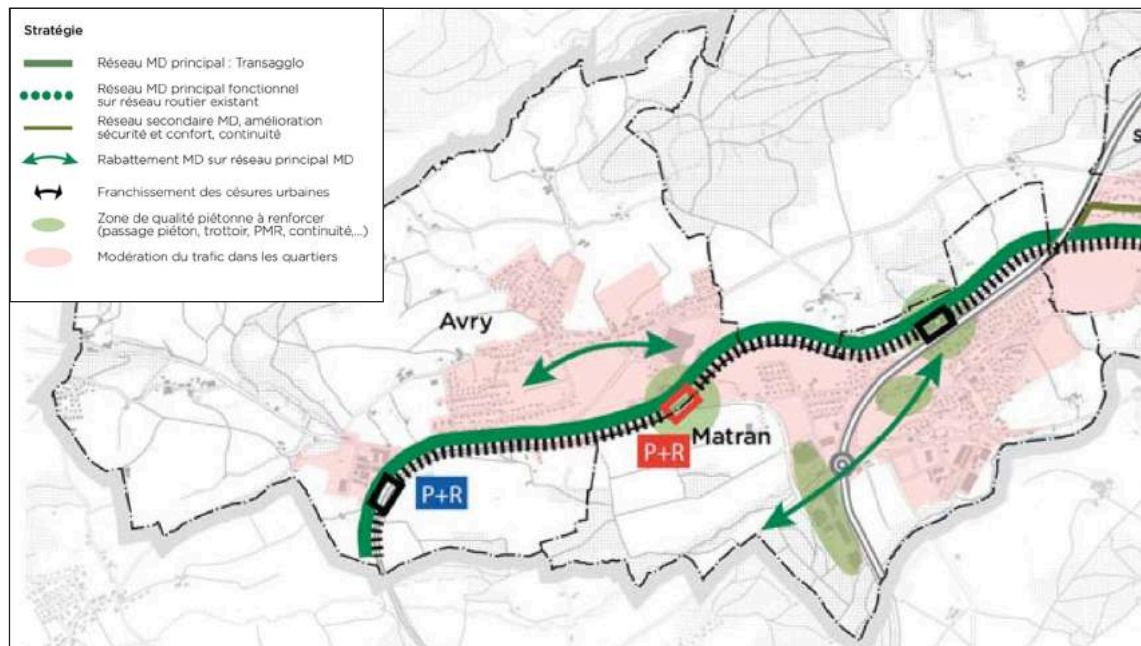 Stratégie
Réseau MD principal : Transagglo
Réseau MD principal fonctionnel
sur réseau routier existant
Réseau secondaire MD, amélioration
sécurité et confort, continuité
Rabattement MD sur réseau principal MD
Franchissement des césures urbaines
Zone de qualité piétonne à renforcer
(passage piéton, trottoir, PMR, continuité,...)
Modération du trafic dans les quartiers
Avry
Matran
P+R
P+R